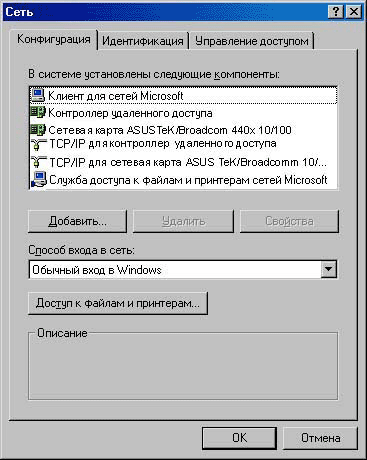 Сеть
Конфигурация Идентификация Управление доступом
В системе установлены следующие компоненты:
Клиент для сетей Microsoft
Контроллер удаленного доступа
Сетевая карта ASUSTeK/Broadcom 440x 10/100
TCP/IP для контроллер удаленного доступа
TCP/IP для сетевая карта ASUS TeK/Broadcomm 10/...
Служба доступа к файлам и принтерам сетей Microsoft
Добавить... Удалить Свойства
Способ входа в сеть:
Обычный вход в Windows
Доступ к файлам и принтерам...
Описание
OK Отмена